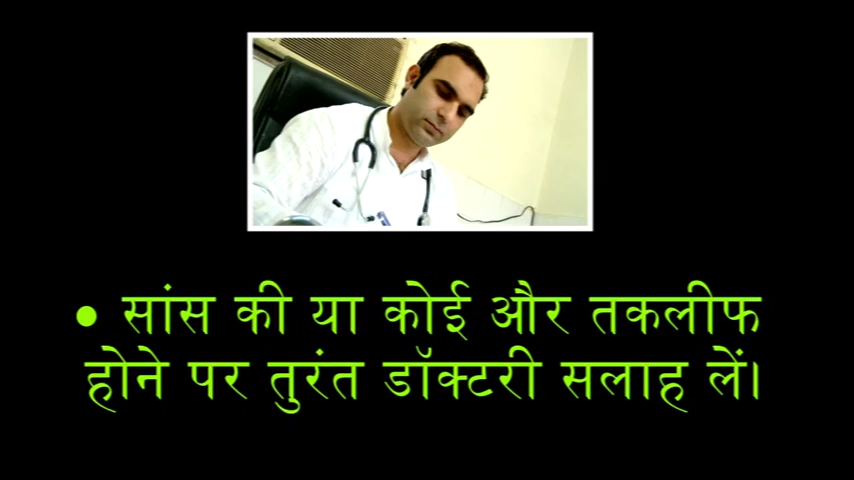 • सांस की या कोई और तकलीफ
होने पर तुरंत डॉक्टरी सलाह लें।